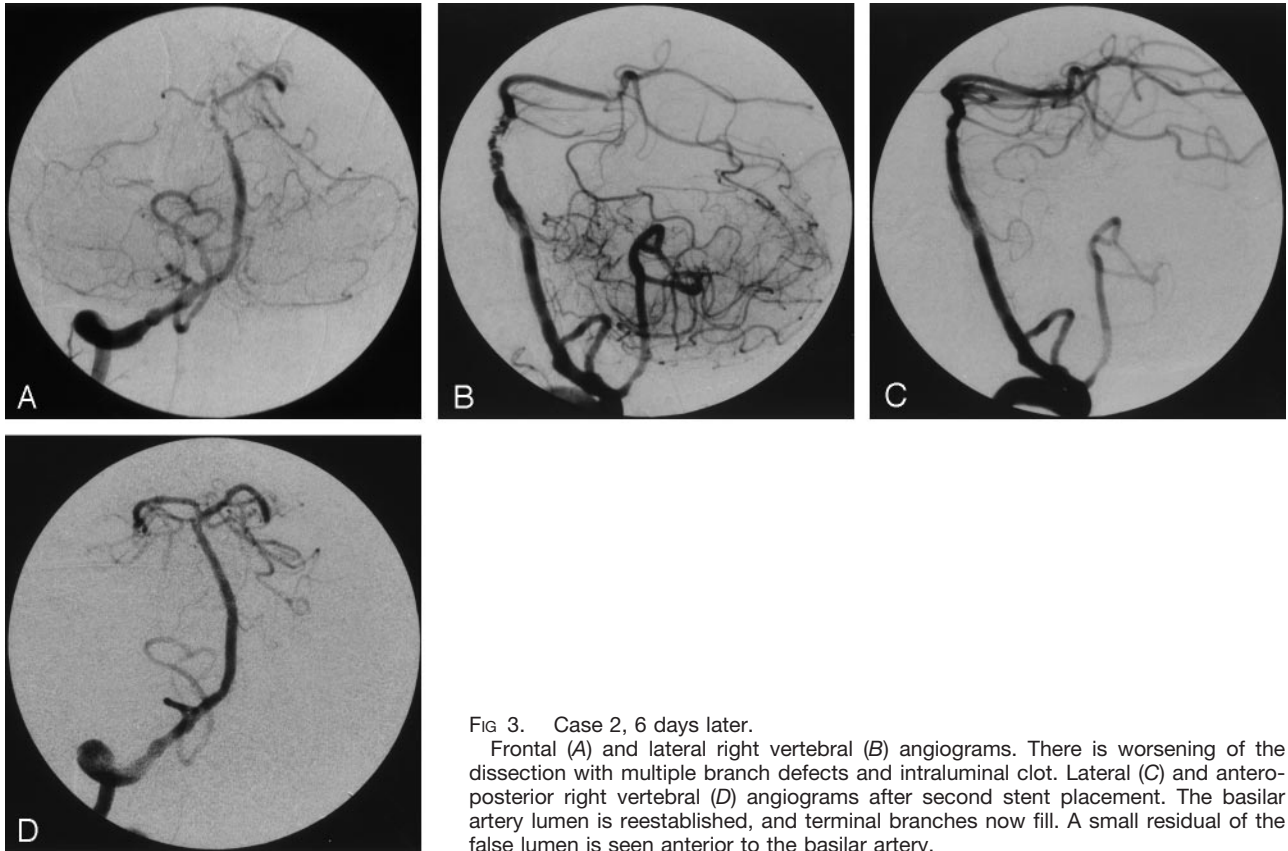 A
B
C
D
FIG 3. Case 2, 6 days later.
Frontal (A) and lateral right vertebral (B) angiograms. There is worsening of the
dissection with multiple branch defects and intraluminal clot. Lateral (C) and antero-
posterior right vertebral (D) angiograms after second stent placement. The basilar
artery lumen is reestablished, and terminal branches now fill. A small residual of the
false lumen is seen anterior to the basilar artery.